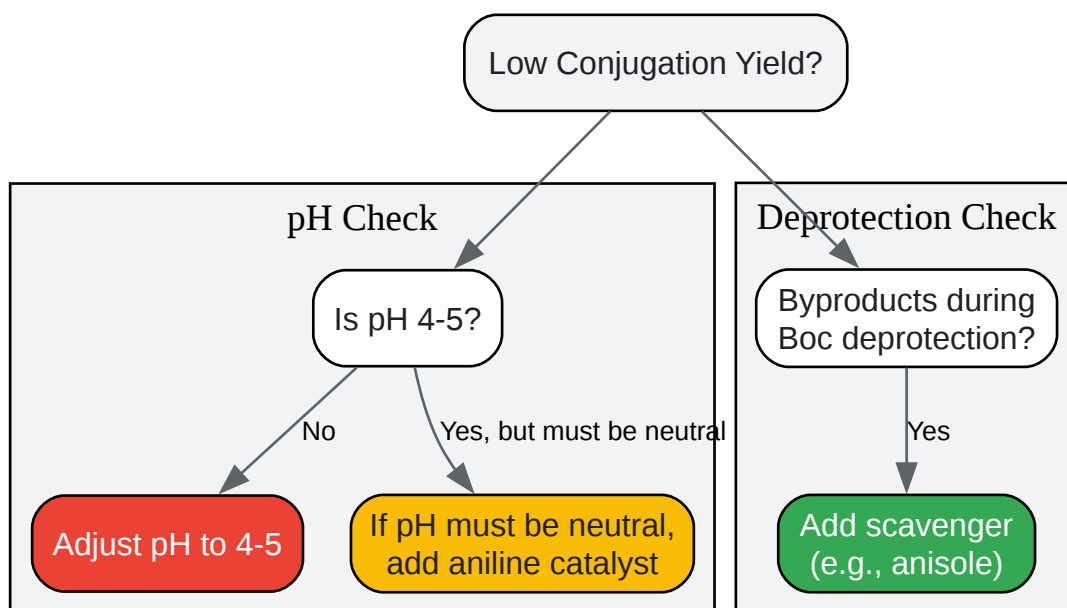 Low Conjugation Yield?
pH Check
Is pH 4-5?
No
Yes, but must be neutral
Adjust pH to 4-5
If pH must be neutral,
add aniline catalyst
Deprotection Check
Byproducts during
Boc deprotection?
Yes
Add scavenger
(e.g., anisole)